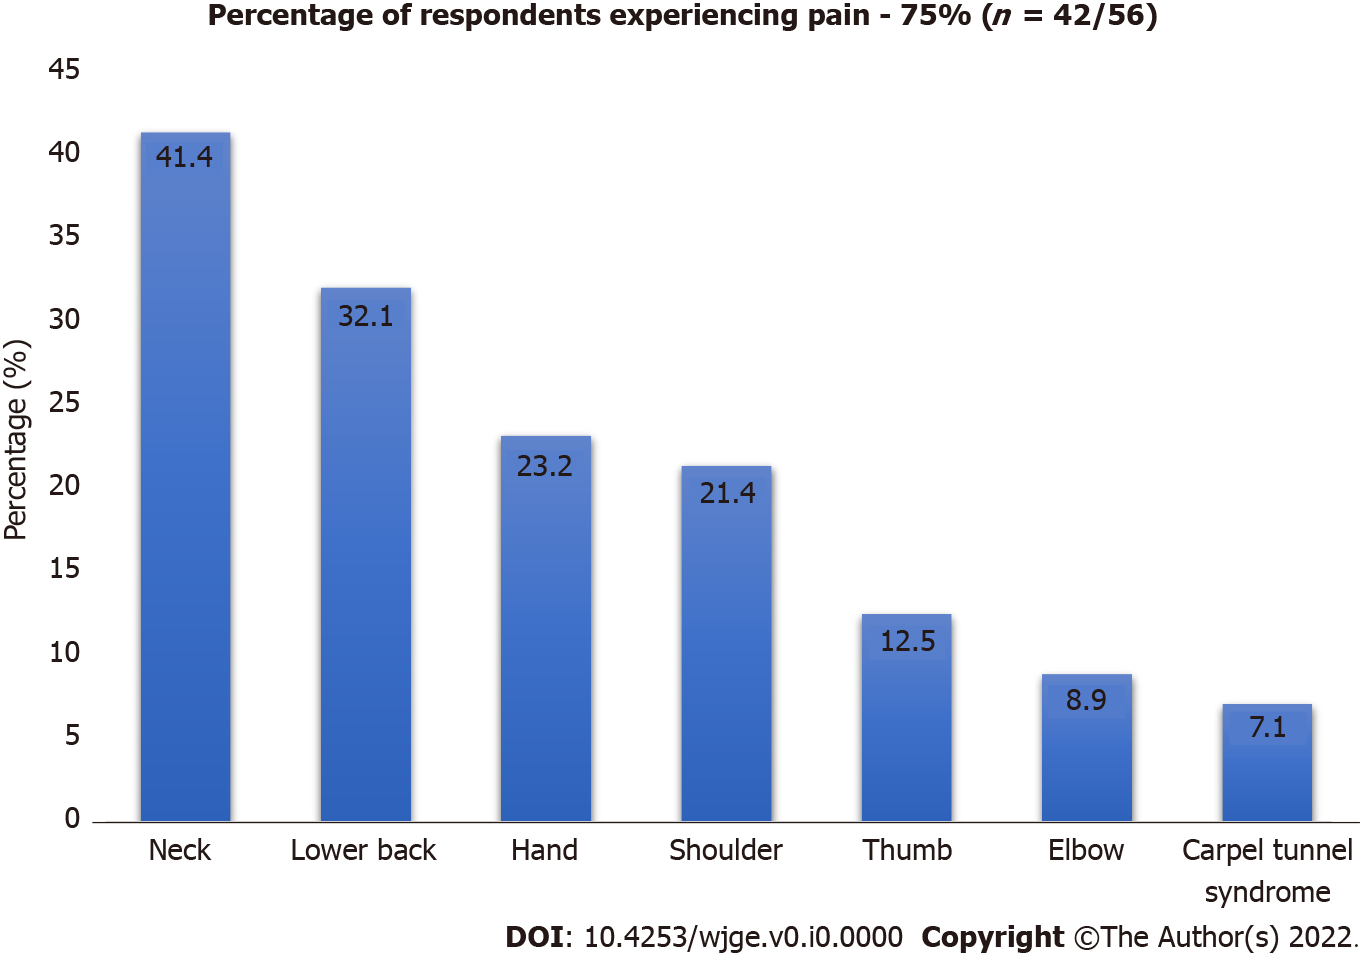 Percentage of respondents experiencing pain - 75% (n = 42/56)
45
40
35
30
25
20
15
10
5
0
Percentage (%)
41.4
32.1
23.2
21.4
12.5
8.9
7.1
Neck
Lower back
Hand
Shoulder
Thumb
Elbow
Carpel tunnel
syndrome
DOI: 10.4253/wjge.v0.i0.0000 Copyright ©The Author(s) 2022.